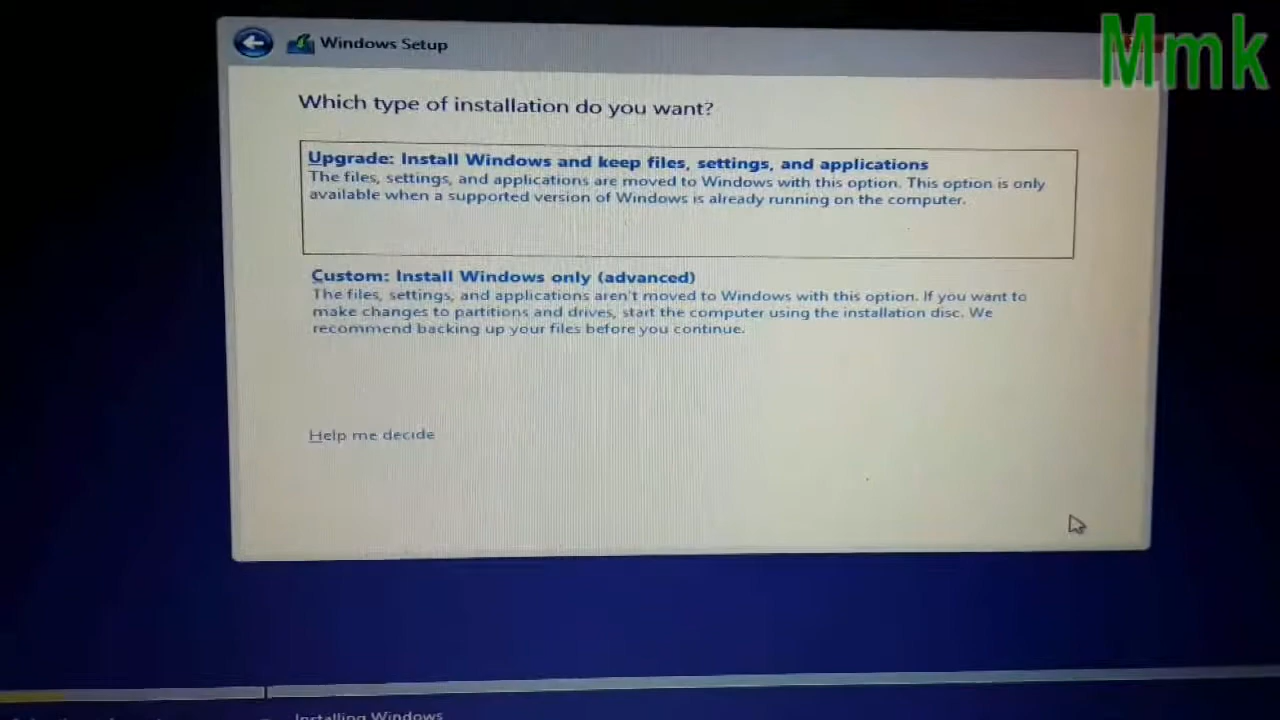 Mmk
Windows Setup
Which type of installation do you want?
Upgrade: Install Windows and keep files, settings, and applications
The files, settings, and applications are moved to Windows with this option. This option is only
available when a supported version of Windows is already running on the computer.
Custom: Install Windows only (advanced)
The files, settings, and applications aren't moved to Windows with this option. If you want to
make changes to partitions and drives, start the computer using the installation disc. We
recommend backing up your files before you continue.
Help me decide
Installing Windows